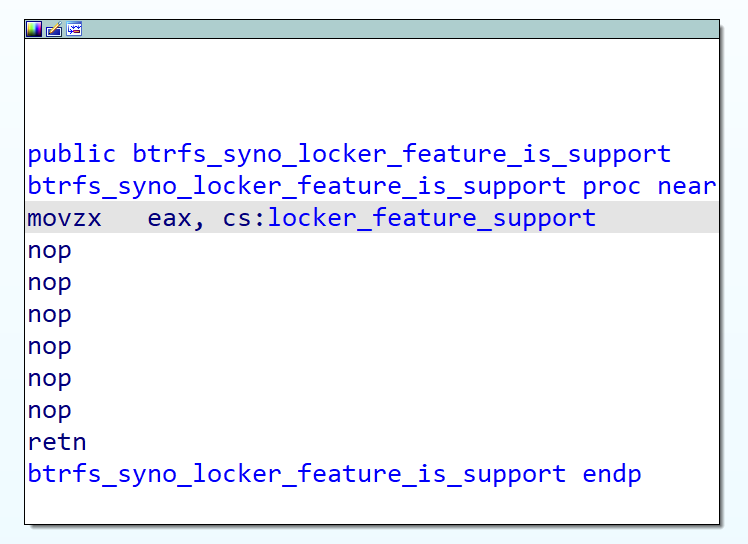 public btrfs_syno_locker_feature_is_support
btrfs_syno_locker_feature_is_support proc near
movzx   eax, cs:locker_feature_support
nop
nop
nop
nop
nop
nop
retn
btrfs_syno_locker_feature_is_support endp